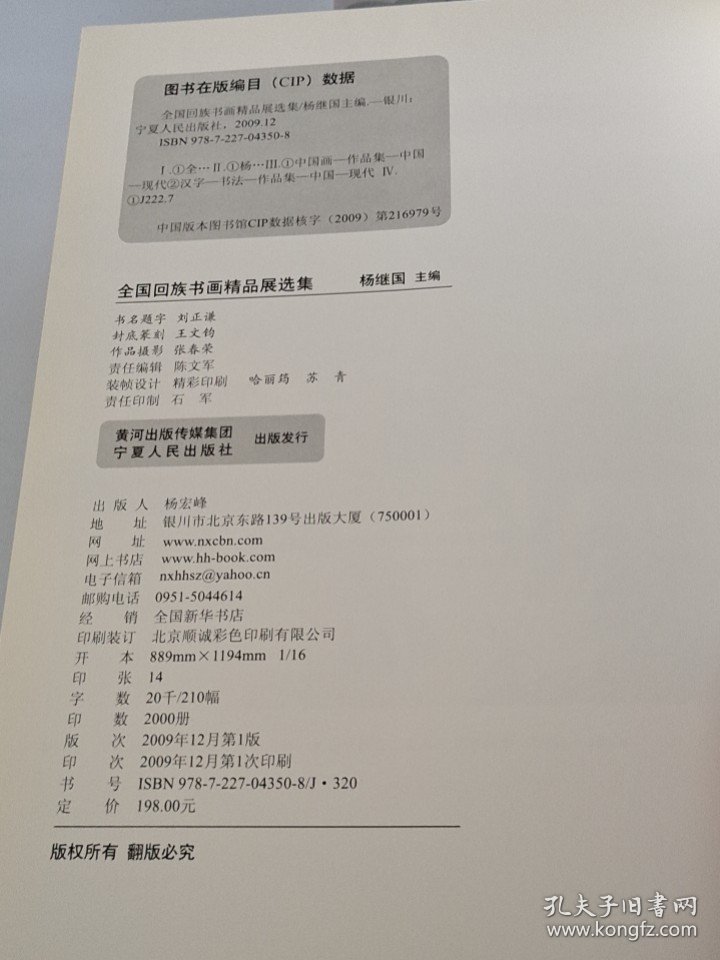 图书在版编目（CIP）数据
全国回族书画精品展选集/杨继国主编.—银川：
宁夏人民出版社，2009.12
ISBN 978-7-227-04350-8
Ⅰ.①全…Ⅱ.①杨…Ⅲ.①中国画—作品集—中国
—现代②汉字—书法—作品集—中国—现代 Ⅳ.
①J222.7
中国版本图书馆CIP数据核字（2009）第216979号
全国回族书画精品展选集 杨继国 主编
书名题字 刘正谦
封底篆刻 王文钧
作品摄影 张春荣
责任编辑 陈文军
装帧设计 精彩印刷 哈丽筠 苏 青
责任印制 石 军
黄河出版传媒集团
宁夏人民出版社 出版发行
出 版 人 杨宏峰
地 址 银川市北京东路139号出版大厦（750001）
网 址 www.nxcbn.com
网上书店 www.hh-book.com
电子信箱 nxhhsz@yahoo.cn
邮购电话 0951-5044614
经 销 全国新华书店
印刷装订 北京顺诚彩色印刷有限公司
开 本 889mm×1194mm 1/16
印 张 14
字 数 20千/210幅
印 数 2000册
版 次 2009年12月第1版
印 次 2009年12月第1次印刷
书 号 ISBN 978-7-227-04350-8/J·320
定 价 198.00元
版权所有 翻版必究
孔夫子旧书网
www.kongfz.com